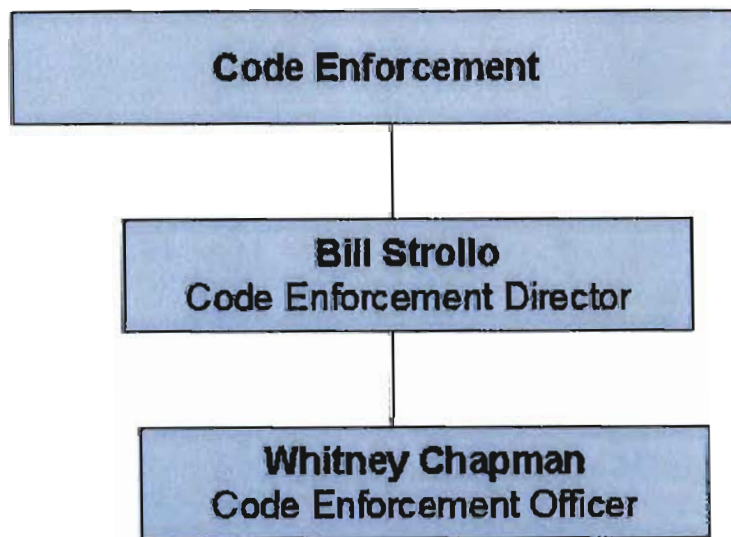 Code Enforcement
Bill Strollo
Code Enforcement Director
Whitney Chapman
Code Enforcement Officer